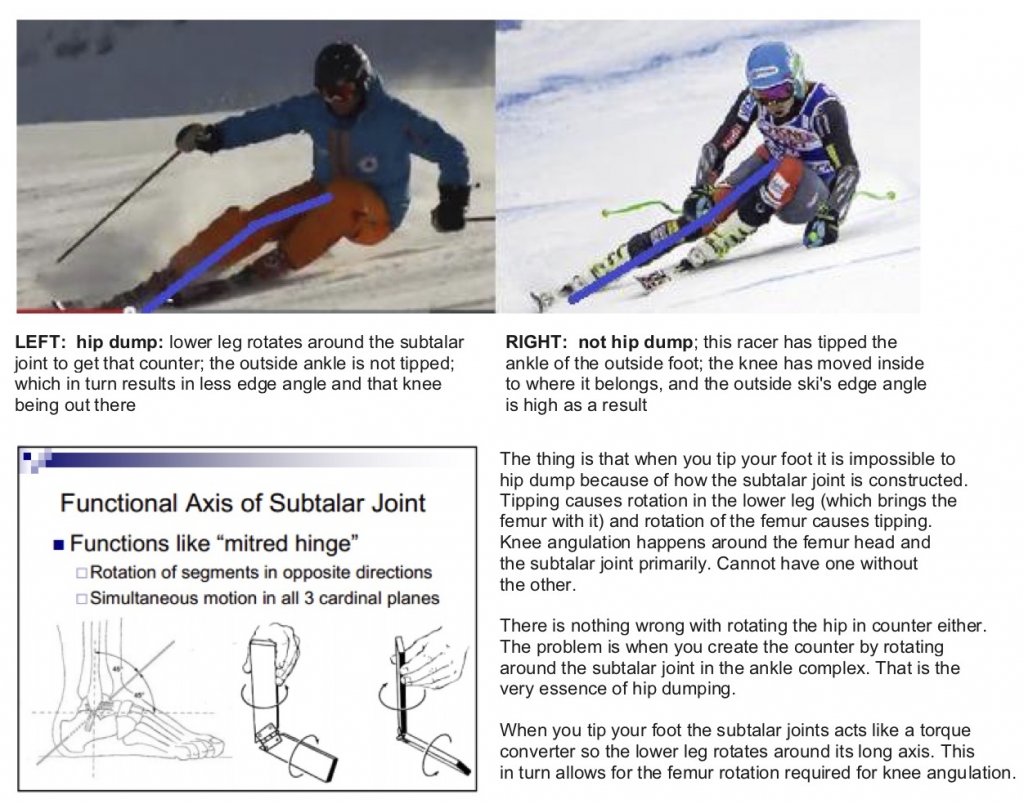 LEFT:  hip dump: lower leg rotates around the subtalar
joint to get that counter; the outside ankle is not tipped;
which in turn results in less edge angle and that knee
being out there
RIGHT:  not hip dump; this racer has tipped the
ankle of the outside foot; the knee has moved inside
to where it belongs, and the outside ski's edge angle
is high as a result
Functional Axis of Subtalar Joint
Functions like “mitred hinge”
Rotation of segments in opposite directions
Simultaneous motion in all 3 cardinal planes
45°
45°
The thing is that when you tip your foot it is impossible to
hip dump because of how the subtalar joint is constructed.
Tipping causes rotation in the lower leg (which brings the
femur with it) and rotation of the femur causes tipping.
Knee angulation happens around the femur head and
the subtalar joint primarily. Cannot have one without
the other.
There is nothing wrong with rotating the hip in counter either.
The problem is when you create the counter by rotating
around the subtalar joint in the ankle complex. That is the
very essence of hip dumping.
When you tip your foot the subtalar joints acts like a torque
converter so the lower leg rotates around its long axis. This
in turn allows for the femur rotation required for knee angulation.